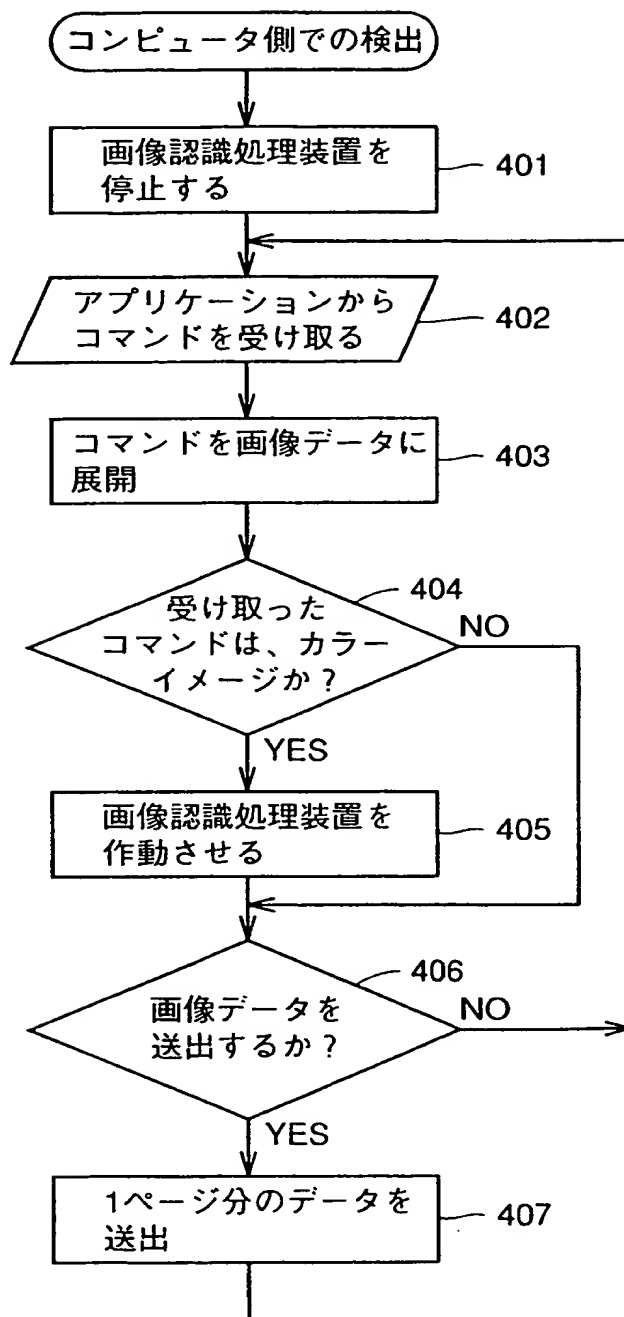 コンピュータ側での検出
画像認識処理装置を
停止する
401
アプリケーションから
コマンドを受け取る
402
コマンドを画像データに
展開
403
受け取った
コマンドは、カラー
イメージか？
404
NO
YES
画像認識処理装置を
作動させる
405
画像データを
送出するか？
406
NO
YES
1ページ分のデータを
送出
407